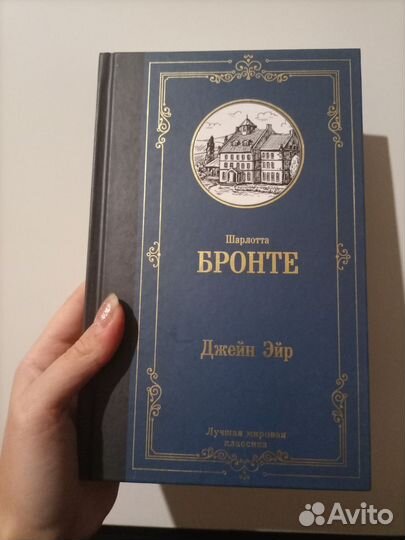 Шарлотта
БРОНТЕ
Джейн Эйр
Лучшая мировая
классика
Avito